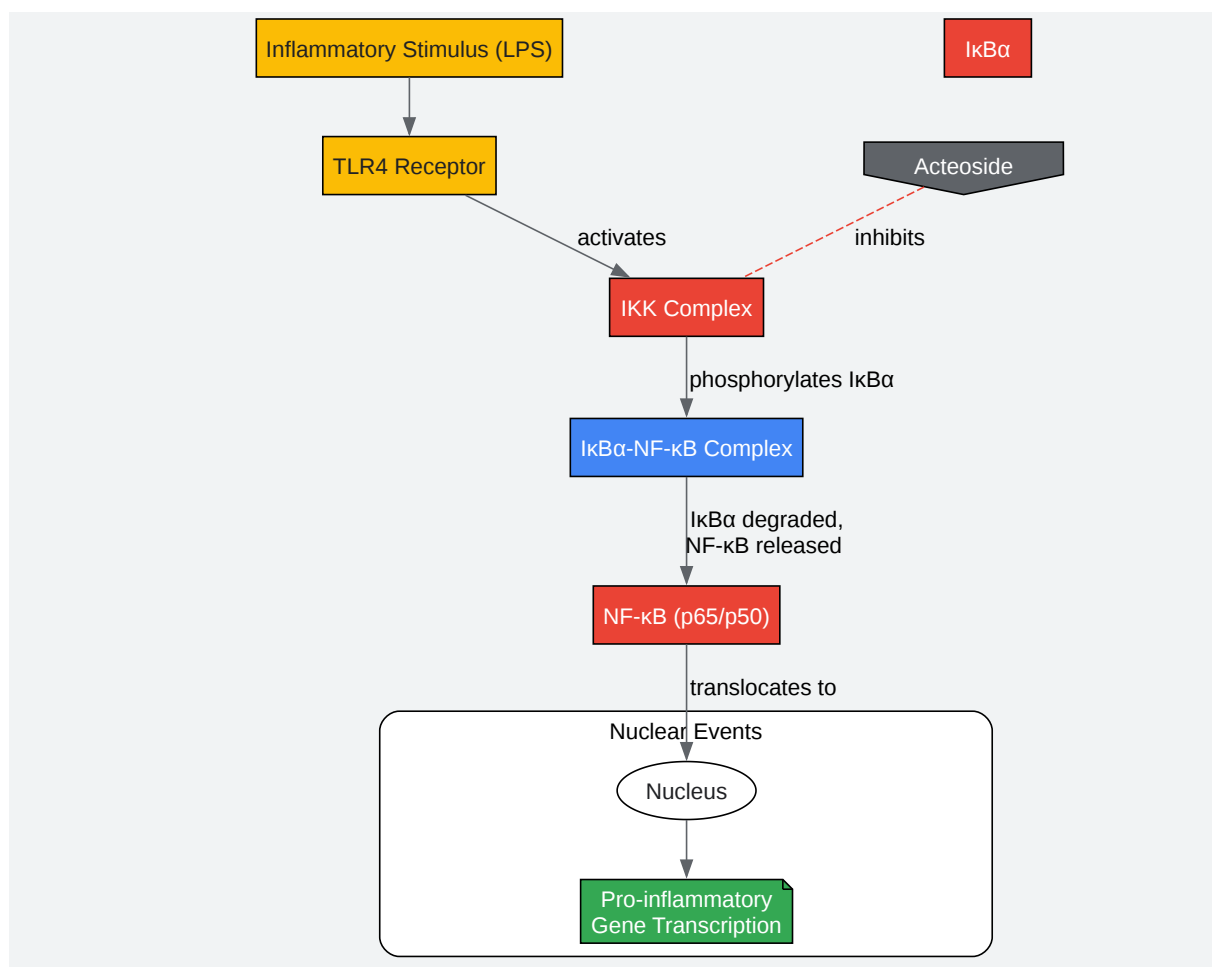 Inflammatory Stimulus (LPS)
IκBα
TLR4 Receptor
Acteoside
activates
inhibits
IKK Complex
phosphorylates IκBα
IκBα-NF-κB Complex
IκBα degraded,
NF-κB released
NF-κB (p65/p50)
translocates to
Nuclear Events
Nucleus
Pro-inflammatory
Gene Transcription